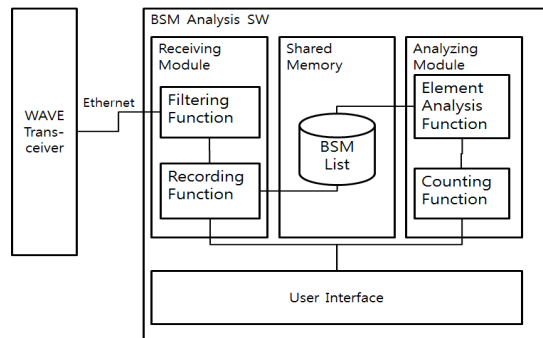 BSM Analysis SW
WAVE
Trans-
ceiver
Ethernet
Receiving
Module
Filtering
Function
Recording
Function
Shared
Memory
BSM
List
Analyzing
Module
Element
Analysis
Function
Counting
Function
User Interface